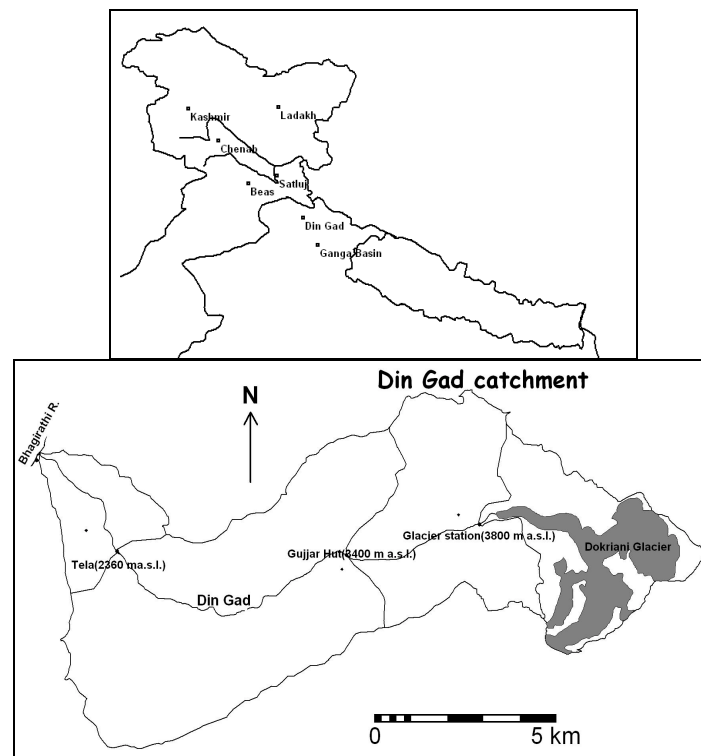 Kashmir
Ladakh
Chenab
Satluj
Beas
Din Gad
Ganga Basin
Din Gad catchment
N
Bhagirathi R.
Glacier station(3800 m a.s.l.)
Dokriani Glacier
Gujjar Hut(3400 m a.s.l.)
Tela(2360 ma.s.l.)
Din Gad
0 5 km